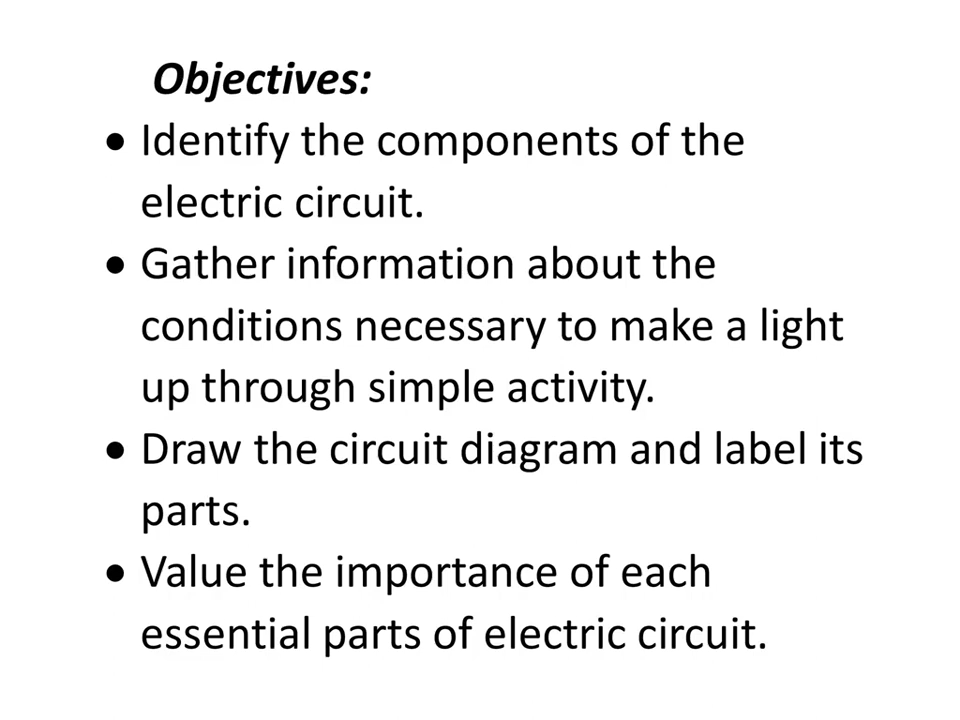 Objectives:
• Identify the components of the
electric circuit.
• Gather information about the
conditions necessary to make a light
up through simple activity.
• Draw the circuit diagram and label its
parts.
• Value the importance of each
essential parts of electric circuit.